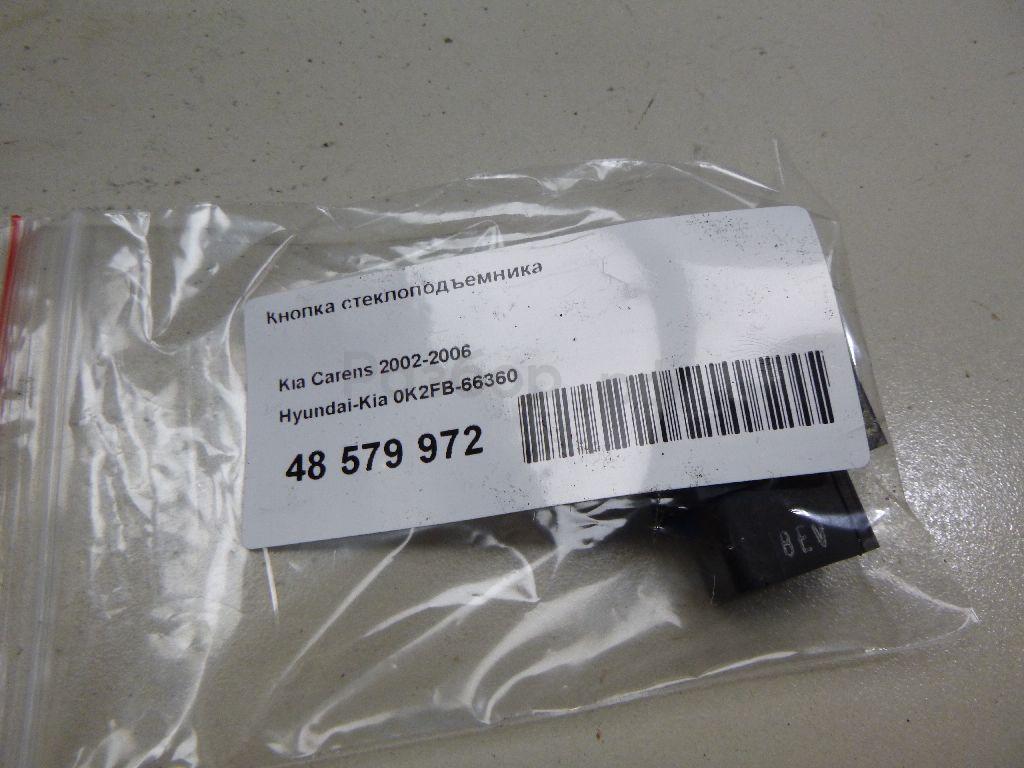 Кнопка стеклоподъемника
Kia Carens 2002-2006
Hyundai-Kia 0K2FB-66360
48 579 972